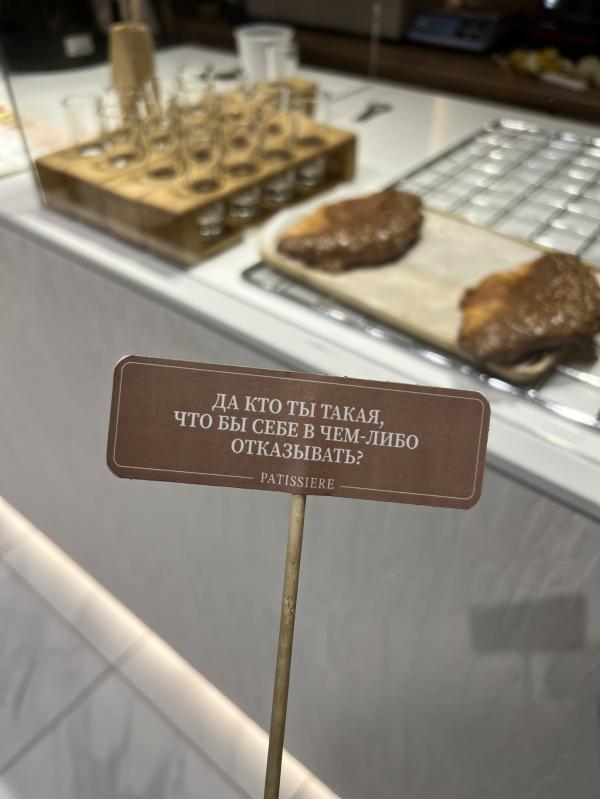 ДА КТО ТЫ ТАКАЯ,
ЧТО БЫ СЕБЕ В ЧЕМ-ЛИБО
ОТКАЗЫВАТЬ?
PATISSIERE